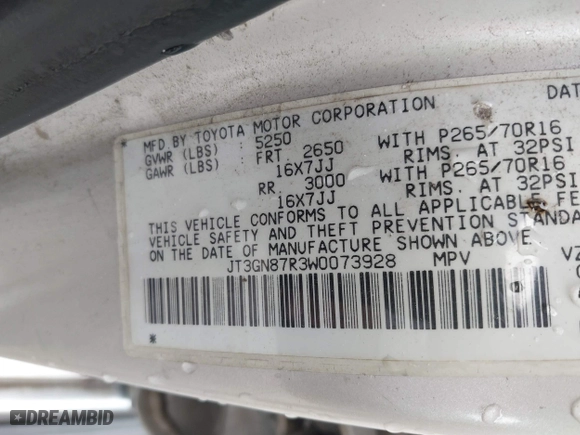 DAT
MFD BY TOYOTA MOTOR CORPORATION
GVWR (LBS) : 5250
GAWR (LBS) : FRT 2650 WITH P265/70R16
16X7JJ RIMS. AT 32PSI
RR 3000 WITH P265/70R16
16X7JJ RIMS. AT 32PSI
THIS VEHICLE CONFORMS TO ALL APPLICABLE FE
VEHICLE SAFETY AND THEFT PREVENTION STANDA
ON THE DATE OF MANUFACTURE SHOWN ABOVE.
JT3GN87R3W0073928 MPV VZ
* *
DREAMBID